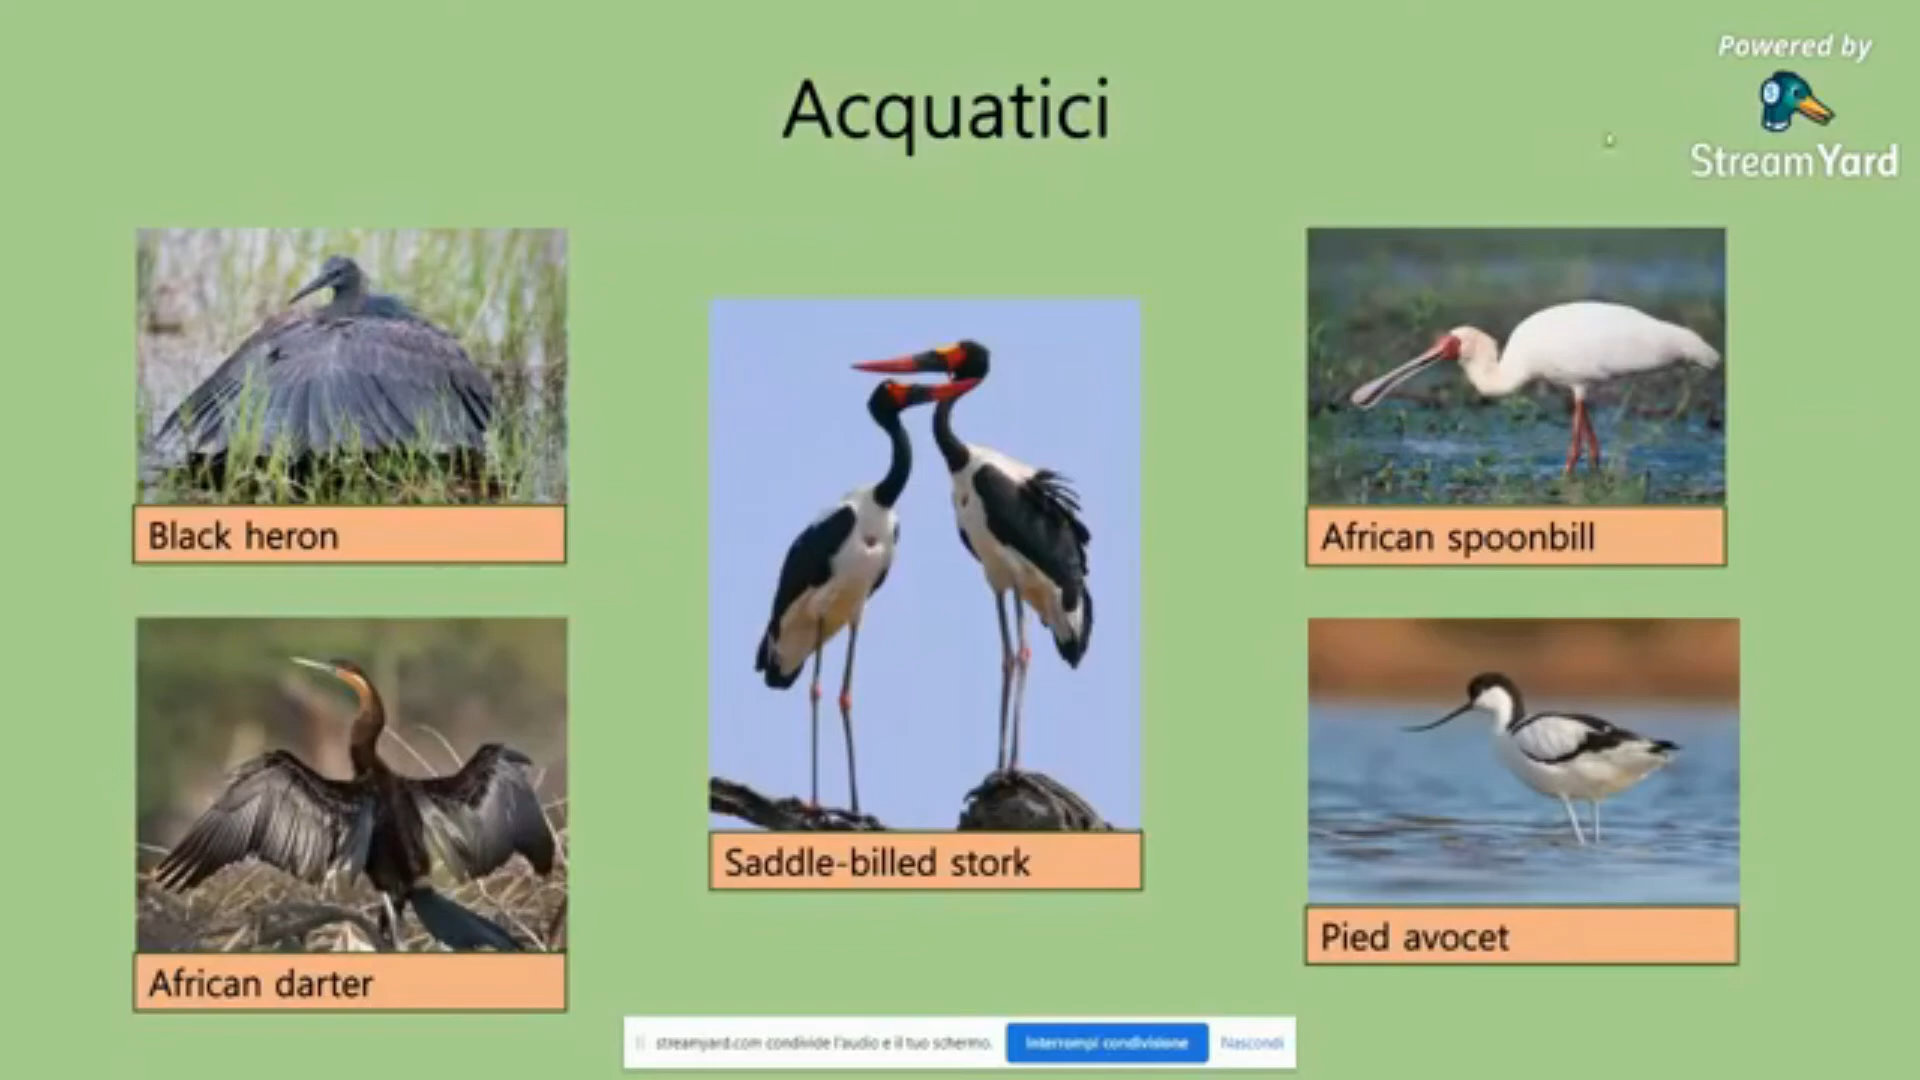 Powered by
StreamYard
Acquatici
Black heron
African spoonbill
Saddle-billed stork
African darter
Pied avocet
streamyard.com condivide l'audio e il tuo schermo.
Interrompi condivisione
Nascondi